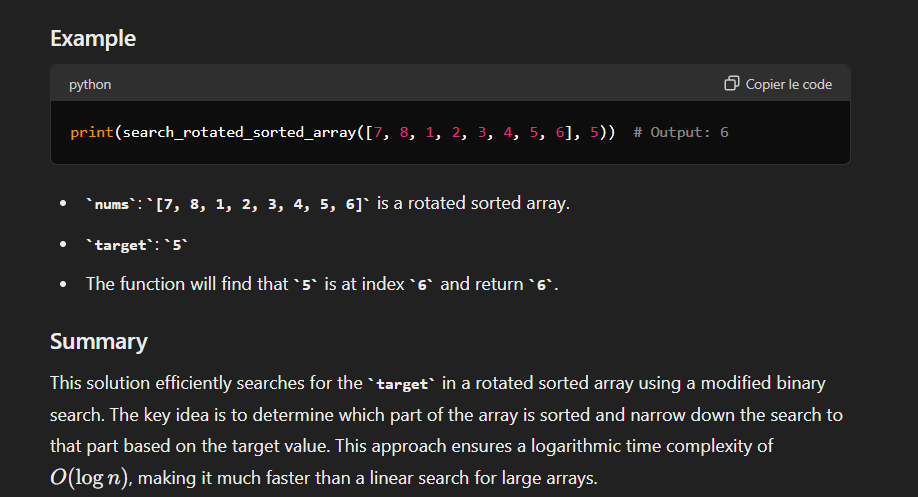 Example
python
Copier le code
print(search_rotated_sorted_array([7, 8, 1, 2, 3, 4, 5, 6], 5))  # Output: 6
• `nums`: `[7, 8, 1, 2, 3, 4, 5, 6]` is a rotated sorted array.
• `target`: `5`
• The function will find that `5` is at index `6` and return `6`.
Summary
This solution efficiently searches for the `target` in a rotated sorted array using a modified binary
search. The key idea is to determine which part of the array is sorted and narrow down the search to
that part based on the target value. This approach ensures a logarithmic time complexity of
O(log n), making it much faster than a linear search for large arrays.